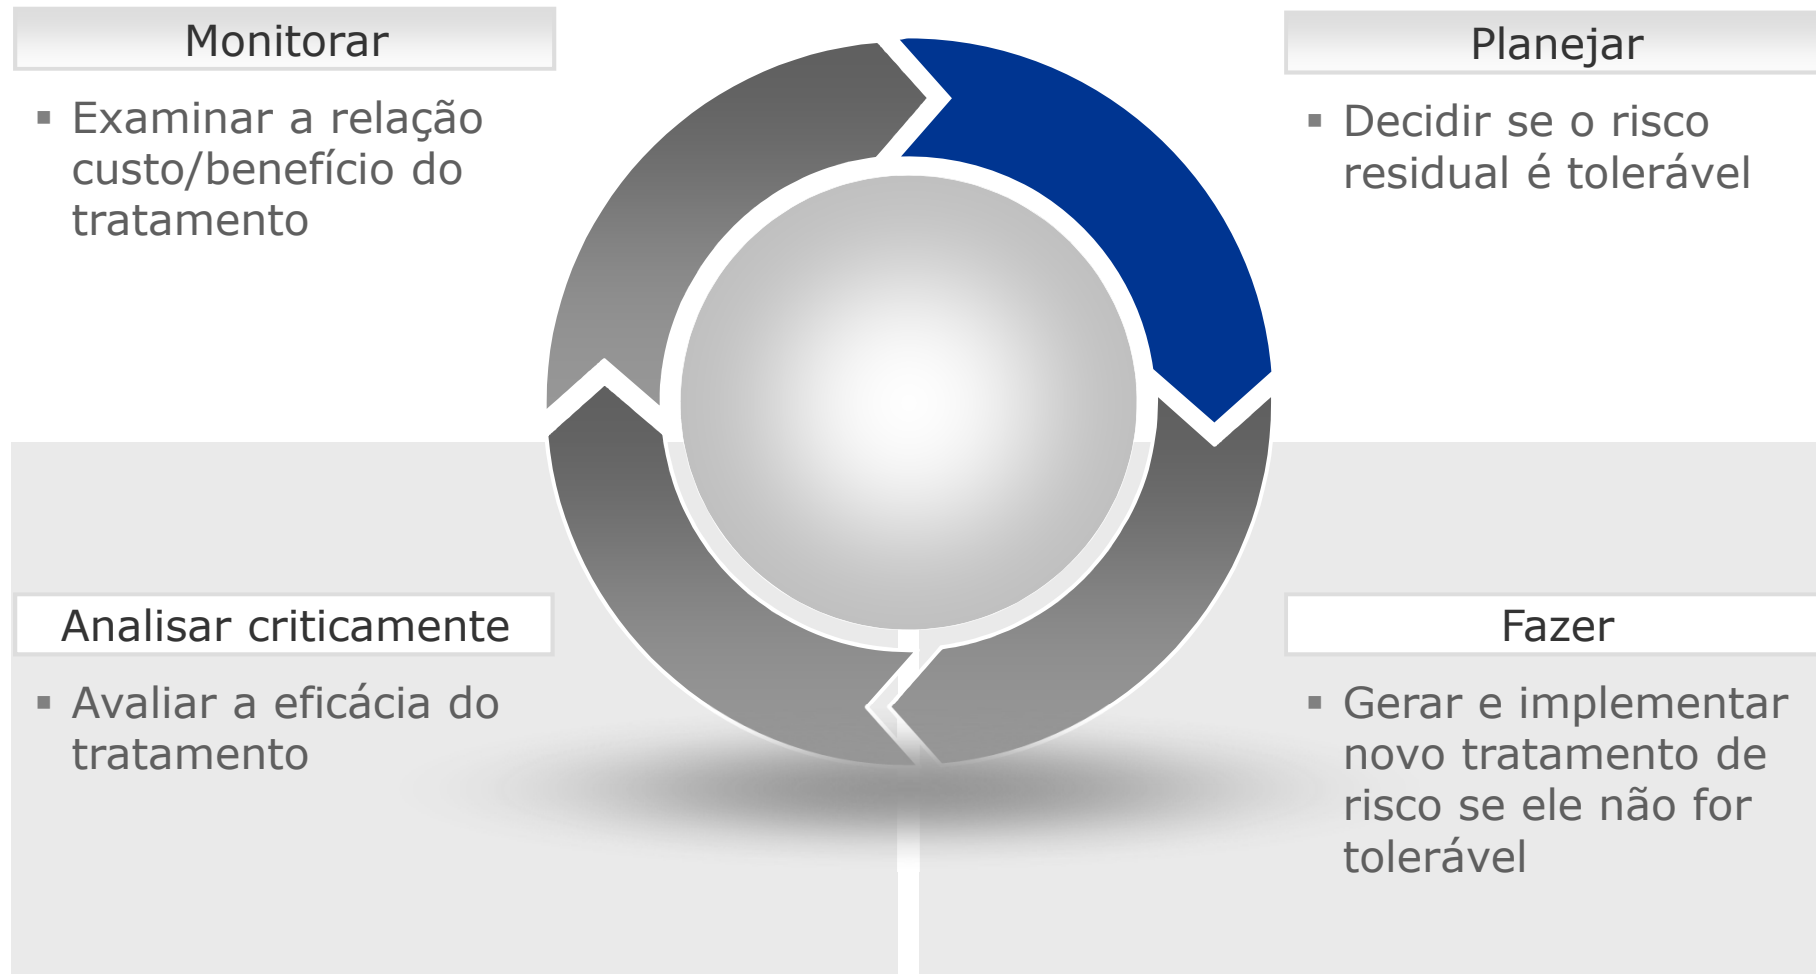 Monitorar
▪ Examinar a relação
custo/benefício do
tratamento
Planejar
▪ Decidir se o risco
residual é tolerável
Analisar criticamente
▪ Avaliar a eficácia do
tratamento
Fazer
▪ Gerar e implementar
novo tratamento de
risco se ele não for
tolerável